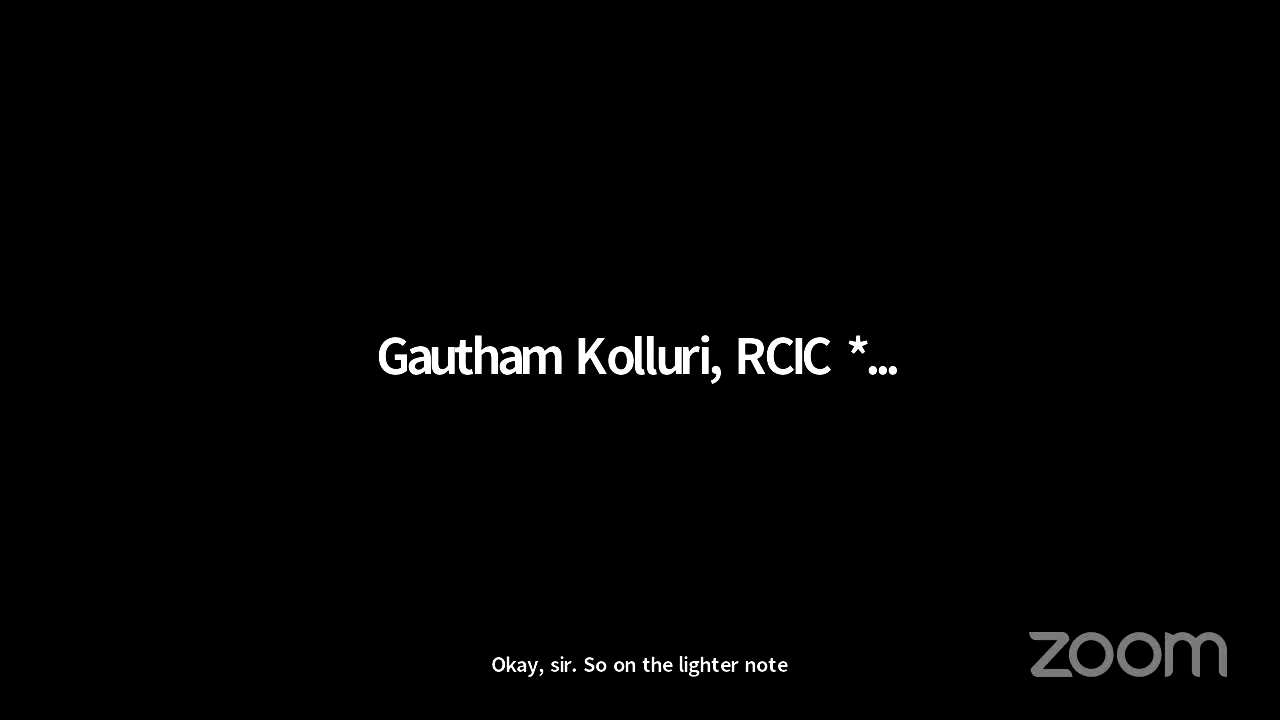 Gautham Kolluri, RCIC *...
Okay, sir. So on the lighter note
zoom